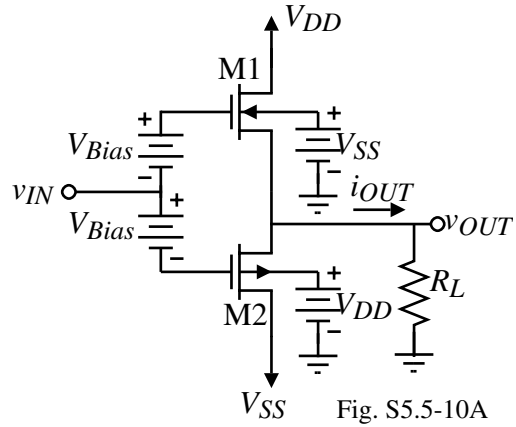 V_DD
M1
+
+
V_Bias
V_SS
–
–
v_IN
+
i_OUT
v_OUT
V_Bias
–
+
R_L
M2
V_DD
–
V_SS
Fig. S5.5-10A